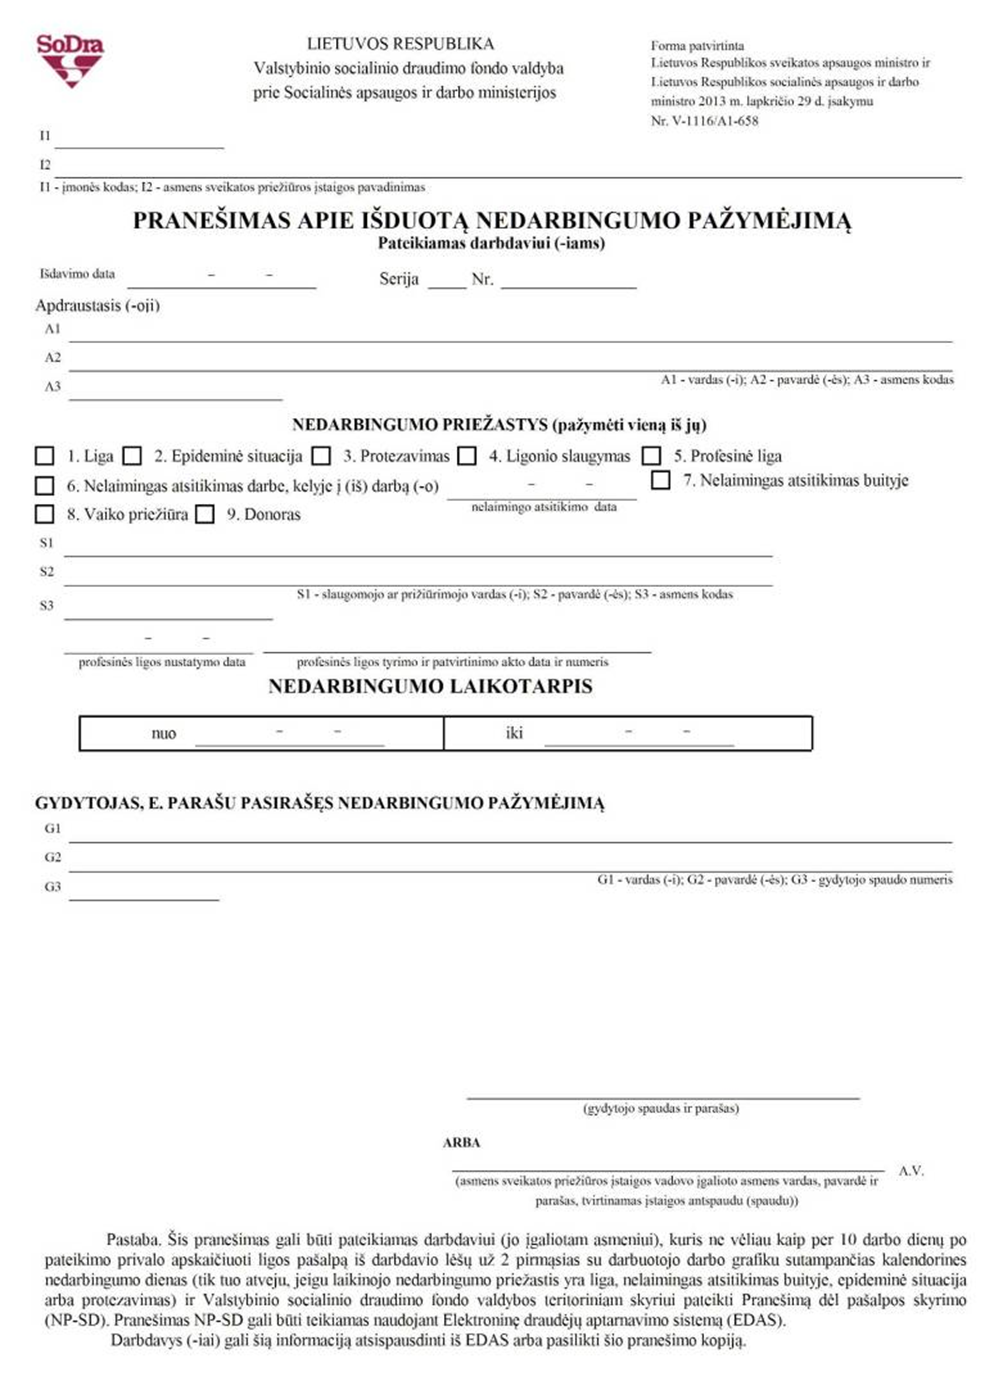 SoDra
LIETUVOS RESPUBLIKA
Valstybinio socialinio draudimo fondo valdyba
prie Socialinės apsaugos ir darbo ministerijos
Forma patvirtinta
Lietuvos Respublikos sveikatos apsaugos ministro ir
Lietuvos Respublikos socialinės apsaugos ir darbo
ministro 2013 m. lapkričio 29 d. įsakymu
Nr. V-1116/A1-658
I1
I2
I1 - įmonės kodas; I2 - asmens sveikatos priežiūros įstaigos pavadinimas
PRANEŠIMAS APIE IŠDUOTĄ NEDARBINGUMO PAŽYMĖJIMĄ
Pateikiamas darbdaviui (-iams)
Išdavimo data – – Serija Nr.
Apdraustasis (-oji)
A1
A2
A1 - vardas (-i); A2 - pavardė (-ės); A3 - asmens kodas
A3
NEDARBINGUMO PRIEŽASTYS (pažymėti vieną iš jų)
1. Liga 2. Epideminė situacija 3. Protezavimas 4. Ligonio slaugymas 5. Profesinė liga
6. Nelaimingas atsitikimas darbe, kelyje į (iš) darbą (-o) – – 7. Nelaimingas atsitikimas buityje
nelaimingo atsitikimo data
8. Vaiko priežiūra 9. Donoras
S1
S2
S1 - slaugomojo ar prižiūrimojo vardas (-i); S2 - pavardė (-ės); S3 - asmens kodas
S3
– –
profesinės ligos nustatymo data profesinės ligos tyrimo ir patvirtinimo akto data ir numeris
NEDARBINGUMO LAIKOTARPIS
nuo – – iki – –
GYDYTOJAS, E. PARAŠU PASIRAŠĘS NEDARBINGUMO PAŽYMĖJIMĄ
G1
G2
G1 - vardas (-i); G2 - pavardė (-ės); G3 - gydytojo spaudo numeris
G3
(gydytojo spaudas ir parašas)
ARBA
A.V.
(asmens sveikatos priežiūros įstaigos vadovo įgalioto asmens vardas, pavardė ir
parašas, tvirtinamas įstaigos antspaudu (spaudu))
Pastaba. Šis pranešimas gali būti pateikiamas darbdaviui (jo įgaliotam asmeniui), kuris ne vėliau kaip per 10 darbo dienų po
pateikimo privalo apskaičiuoti ligos pašalpą iš darbdavio lėšų už 2 pirmąsias su darbuotojo darbo grafiku sutampančias kalendorines
nedarbingumo dienas (tik tuo atveju, jeigu laikinojo nedarbingumo priežastis yra liga, nelaimingas atsitikimas buityje, epideminė situacija
arba protezavimas) ir Valstybinio socialinio draudimo fondo valdybos teritoriniam skyriui pateikti Pranešimą dėl pašalpos skyrimo
(NP-SD). Pranešimas NP-SD gali būti teikiamas naudojant Elektroninę draudėjų aptarnavimo sistemą (EDAS).
Darbdavys (-iai) gali šią informaciją atsispausdinti iš EDAS arba pasilikti šio pranešimo kopiją.